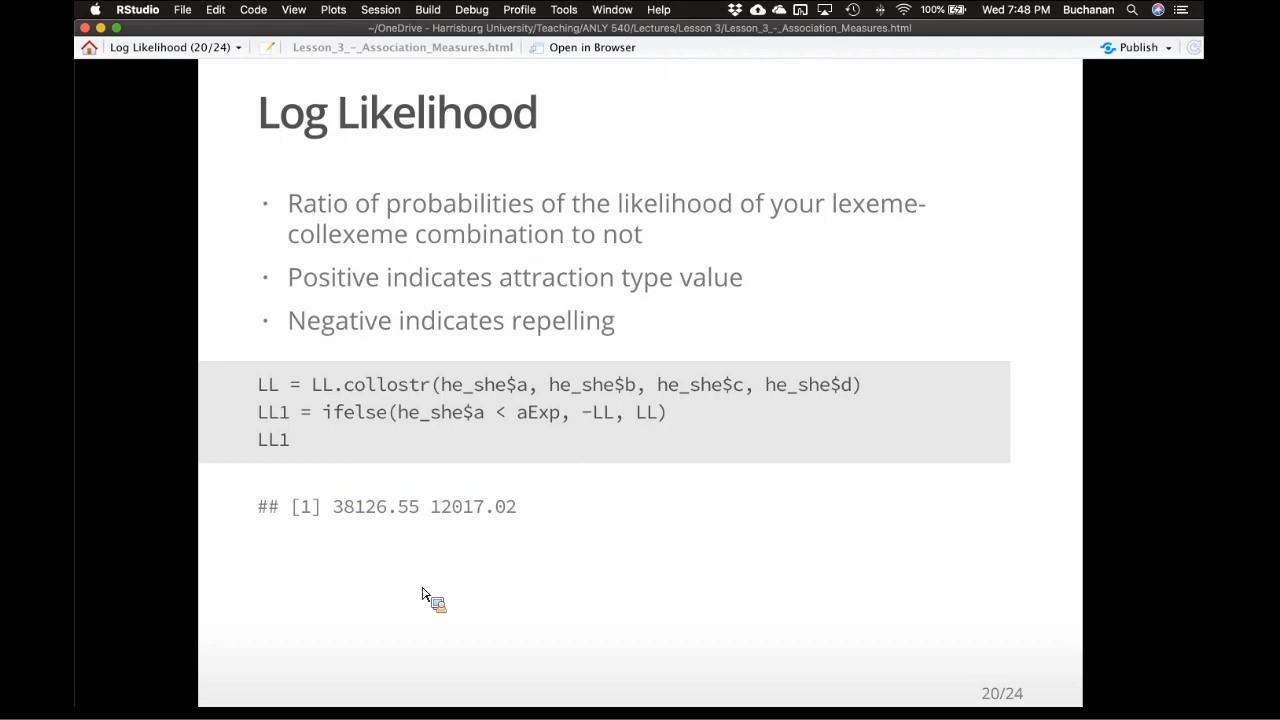 RStudio File Edit Code View Plots Session Build Debug Profile Tools Window Help 100% Wed 7:48 PM Buchanan
~/OneDrive - Harrisburg University/Teaching/ANLY 540/Lectures/Lesson 3/Lesson_3_-_Association_Measures.html
Log Likelihood (20/24) Lesson_3_-_Association_Measures.html Open in Browser Publish
Log Likelihood
· Ratio of probabilities of the likelihood of your lexeme-
collexeme combination to not
· Positive indicates attraction type value
· Negative indicates repelling
LL = LL.collostr(he_she$a, he_she$b, he_she$c, he_she$d)
LL1 = ifelse(he_she$a < aExp, -LL, LL)
LL1
## [1] 38126.55 12017.02
20/24